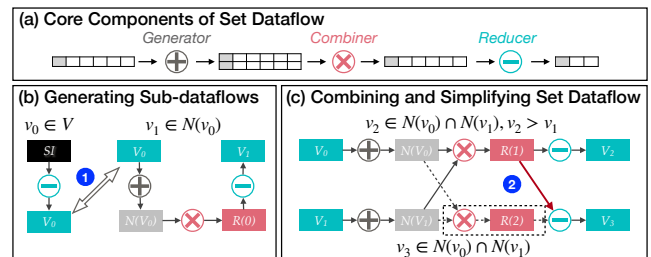 (a) Core Components of Set Dataflow
Generator Combiner Reducer
(b) Generating Sub-dataflows
v₀ ∈ V v₁ ∈ N(v₀)
SI V₀ V₁
1
V₀ N(V₀) R(0)
(c) Combining and Simplifying Set Dataflow
v₂ ∈ N(v₀) ∩ N(v₁), v₂ > v₁
V₀ N(V₀) R(1) V₂
2
V₁ N(V₁) R(2) V₃
v₃ ∈ N(v₀) ∩ N(v₁)